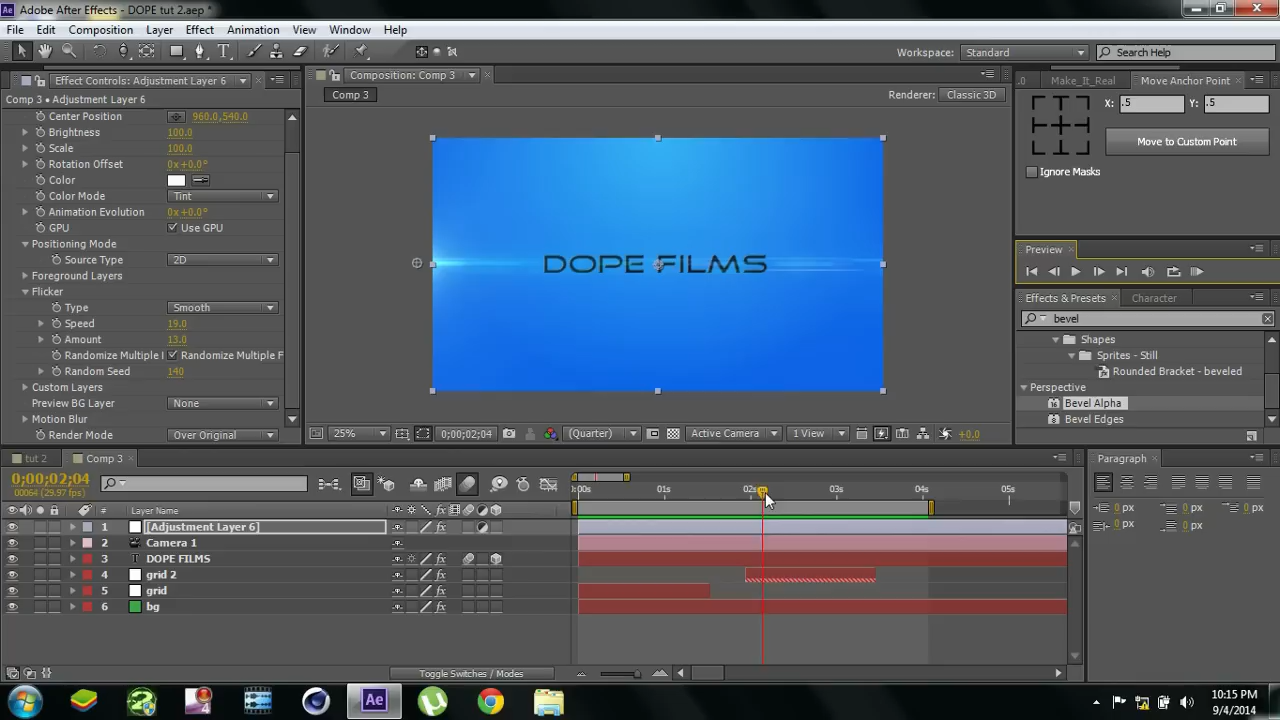 Adobe After Effects - DOPE tut 2.aep *
File Edit Composition Layer Effect Animation View Window Help
Workspace: Standard Search Help
Effect Controls: Adjustment Layer 6
Comp 3 • Adjustment Layer 6
Center Position 960.0,540.0
Brightness 100.0
Scale 100.0
Rotation Offset 0x+0.0°
Color
Color Mode Tint
Animation Evolution 0x+0.0°
GPU Use GPU
Positioning Mode
Source Type 2D
Foreground Layers
Flicker
Type Smooth
Speed 19.0
Amount 13.0
Randomize Multiple Randomize Multiple F
Random Seed 140
Custom Layers
Preview BG Layer None
Motion Blur
Render Mode Over Original
Composition: Comp 3
Comp 3
Renderer: Classic 3D
DOPE FILMS
25% 0;00;02;04 (Quarter) Active Camera 1 View +0.0
.0 Make_It_Real Move Anchor Point
X: .5 Y: .5
Move to Custom Point
Ignore Masks
Preview
Effects & Presets Character
bevel
Shapes
Sprites - Still
Rounded Bracket - beveled
Perspective
Bevel Alpha
Bevel Edges
tut 2 Comp 3
0;00;02;04
00064 (29.97 fps)
:00s 01s 02s 03s 04s 05s
# Layer Name
1 [Adjustment Layer 6]
2 Camera 1
3 T DOPE FILMS
4 grid 2
5 grid
6 bg
Toggle Switches / Modes
Paragraph
0 px 0 px 0 px
0 px 0 px
10:15 PM
9/4/2014